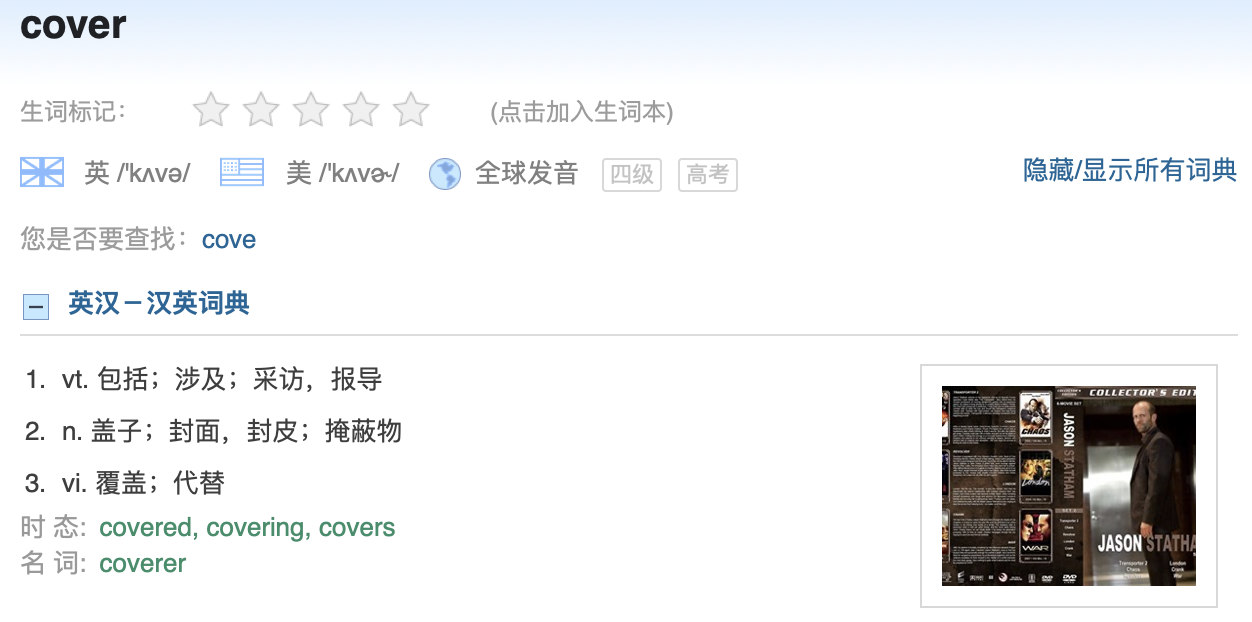 cover
生词标记： (点击加入生词本)
英 /'kʌvə/ 美 /'kʌvɚ/ 全球发音 四级 高考 隐藏/显示所有词典
您是否要查找： cove
英汉－汉英词典
1. vt. 包括；涉及；采访，报导
2. n. 盖子；封面，封皮；掩蔽物
3. vi. 覆盖；代替
时 态: covered, covering, covers
名 词: coverer
COLLECTOR'S EDIT
JASON STATHAM
CHAOS
London
WAR
JASON STATHA
Transporter 2
Chaos
London
Crank
War